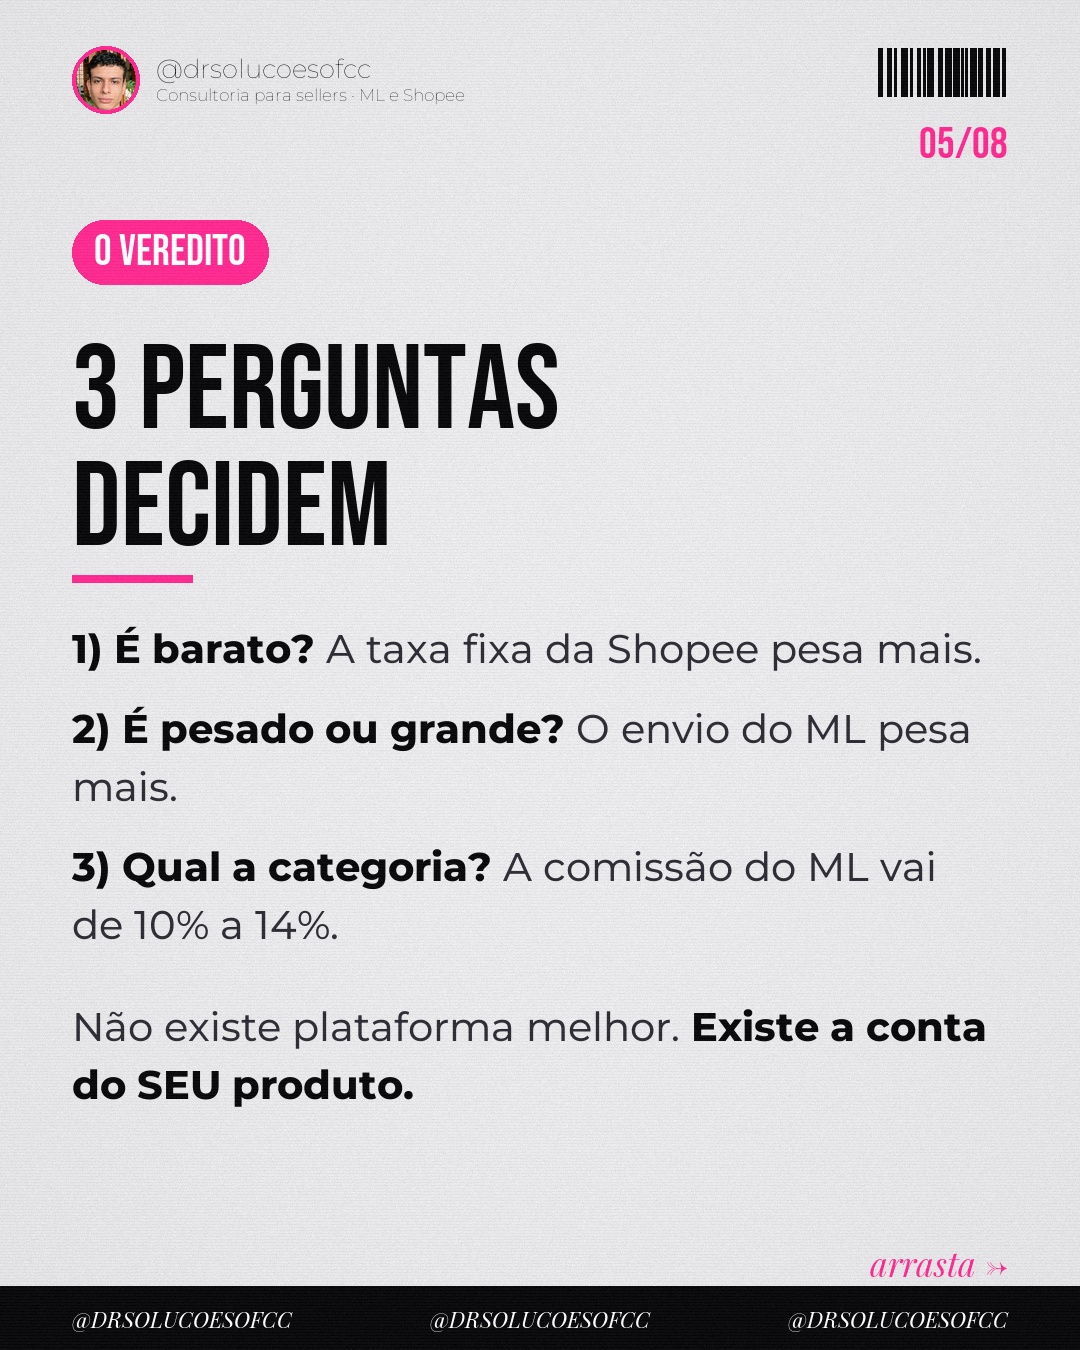 @drsolucoesofcc
Consultoria para sellers · ML e Shopee
05/08
O VEREDITO
3 PERGUNTAS
DECIDEM
1) É barato? A taxa fixa da Shopee pesa mais.
2) É pesado ou grande? O envio do ML pesa
mais.
3) Qual a categoria? A comissão do ML vai
de 10% a 14%.
Não existe plataforma melhor. Existe a conta
do SEU produto.
arrasta ➳
@DRSOLUCOESOFCC @DRSOLUCOESOFCC @DRSOLUCOESOFCC